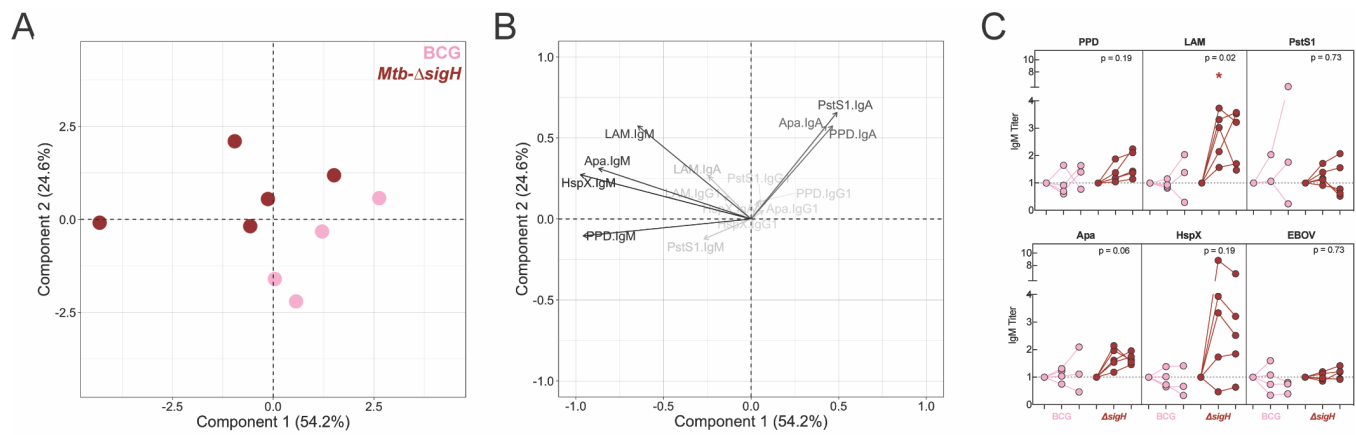 A
BCG
Mtb-ΔsigH
Component 2 (24.6%)
2.5
0.0
-2.5
-2.5
0.0
2.5
Component 1 (54.2%)
B
Component 2 (24.6%)
1.0
0.5
0.0
-0.5
-1.0
PstS1.IgA
Apa.IgA
PPD.IgA
LAM.IgM
Apa.IgM
HspX.IgM
LAM.IgA
PstS1.IgG1
LAM.IgG1
PPD.IgG1
HspX.IgA
Apa.IgG1
HspX.IgG1
PPD.IgM
PstS1.IgM
-1.0
-0.5
0.0
0.5
1.0
Component 1 (54.2%)
C
PPD
LAM
PstS1
p = 0.19
p = 0.02
p = 0.73
*
IgM Titer
10
8
4
3
2
1
0
Apa
HspX
EBOV
p = 0.06
p = 0.19
p = 0.73
IgM Titer
10
8
4
3
2
1
0
BCG
ΔsigH
BCG
ΔsigH
BCG
ΔsigH